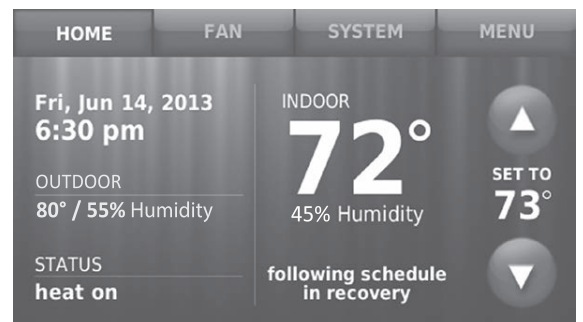 HOME FAN SYSTEM MENU
Fri, Jun 14, 2013
6:30 pm
OUTDOOR
80° / 55% Humidity
STATUS
heat on
INDOOR
72°
45% Humidity
following schedule
in recovery
SET TO
73°